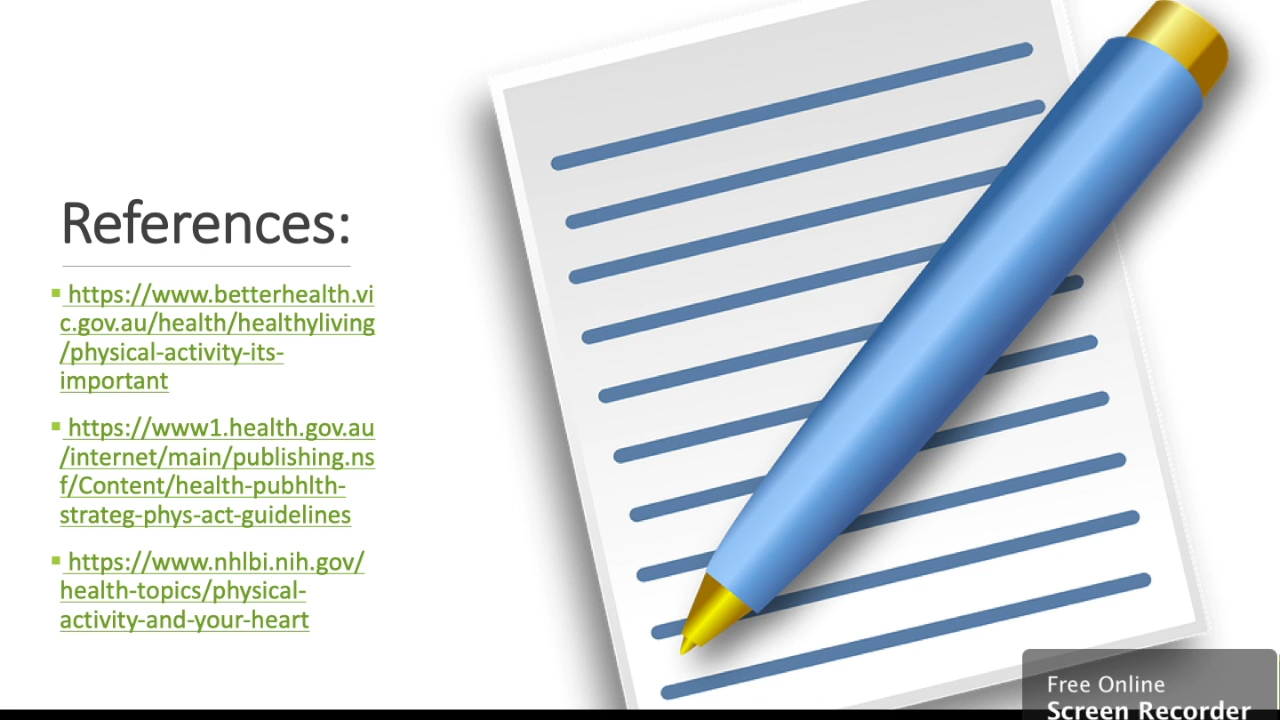 References:
https://www.betterhealth.vi
c.gov.au/health/healthyliving
/physical-activity-its-
important
https://www1.health.gov.au
/internet/main/publishing.ns
f/Content/health-pubhlth-
strateg-phys-act-guidelines
https://www.nhlbi.nih.gov/
health-topics/physical-
activity-and-your-heart
Free Online
Screen Recorder